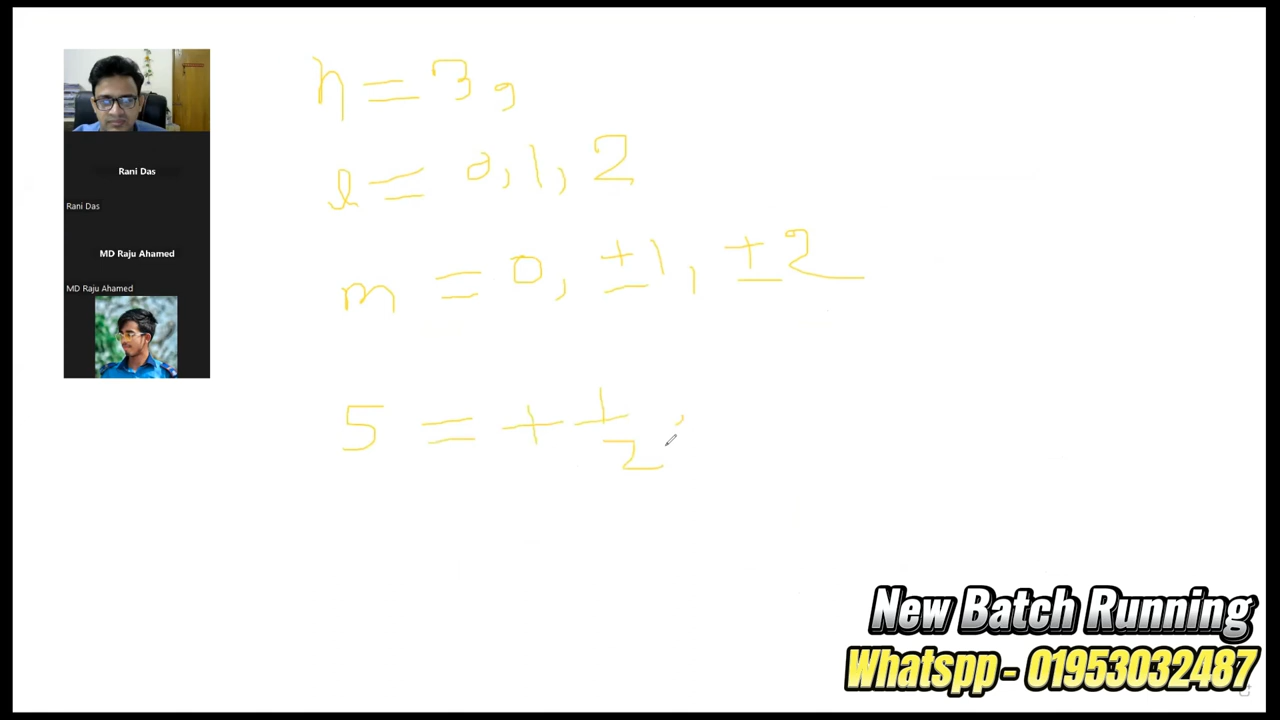 Rani Das
Rani Das
MD Raju Ahamed
MD Raju Ahamed
n = 3,
l = 0, 1, 2
m = 0, ±1, ±2
s = +1/2,
New Batch Running
Whatspp - 01953032487